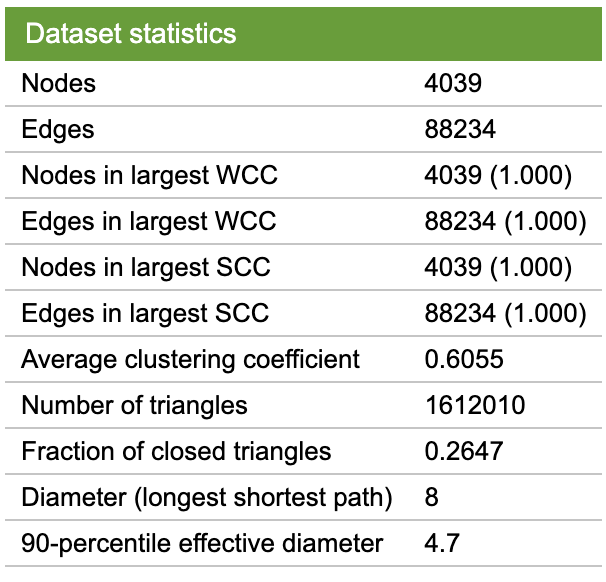 Dataset statistics
Nodes 4039
Edges 88234
Nodes in largest WCC 4039 (1.000)
Edges in largest WCC 88234 (1.000)
Nodes in largest SCC 4039 (1.000)
Edges in largest SCC 88234 (1.000)
Average clustering coefficient 0.6055
Number of triangles 1612010
Fraction of closed triangles 0.2647
Diameter (longest shortest path) 8
90-percentile effective diameter 4.7